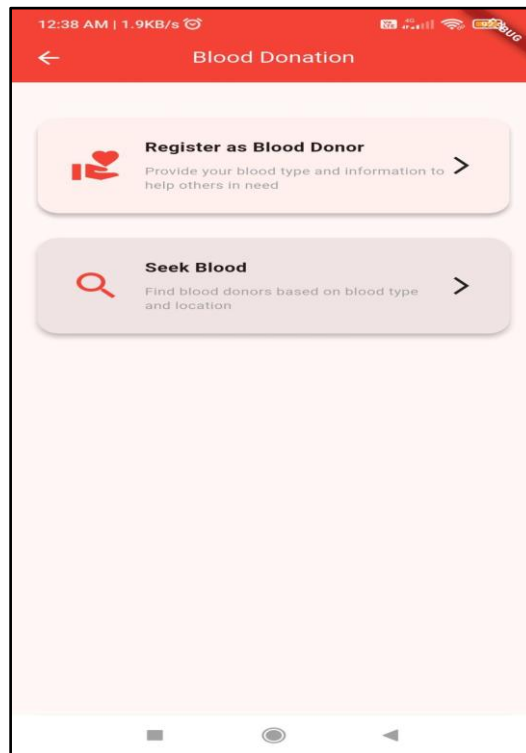 12:38 AM | 1.9KB/s
Blood Donation
Register as Blood Donor
Provide your blood type and information to
help others in need
Seek Blood
Find blood donors based on blood type
and location